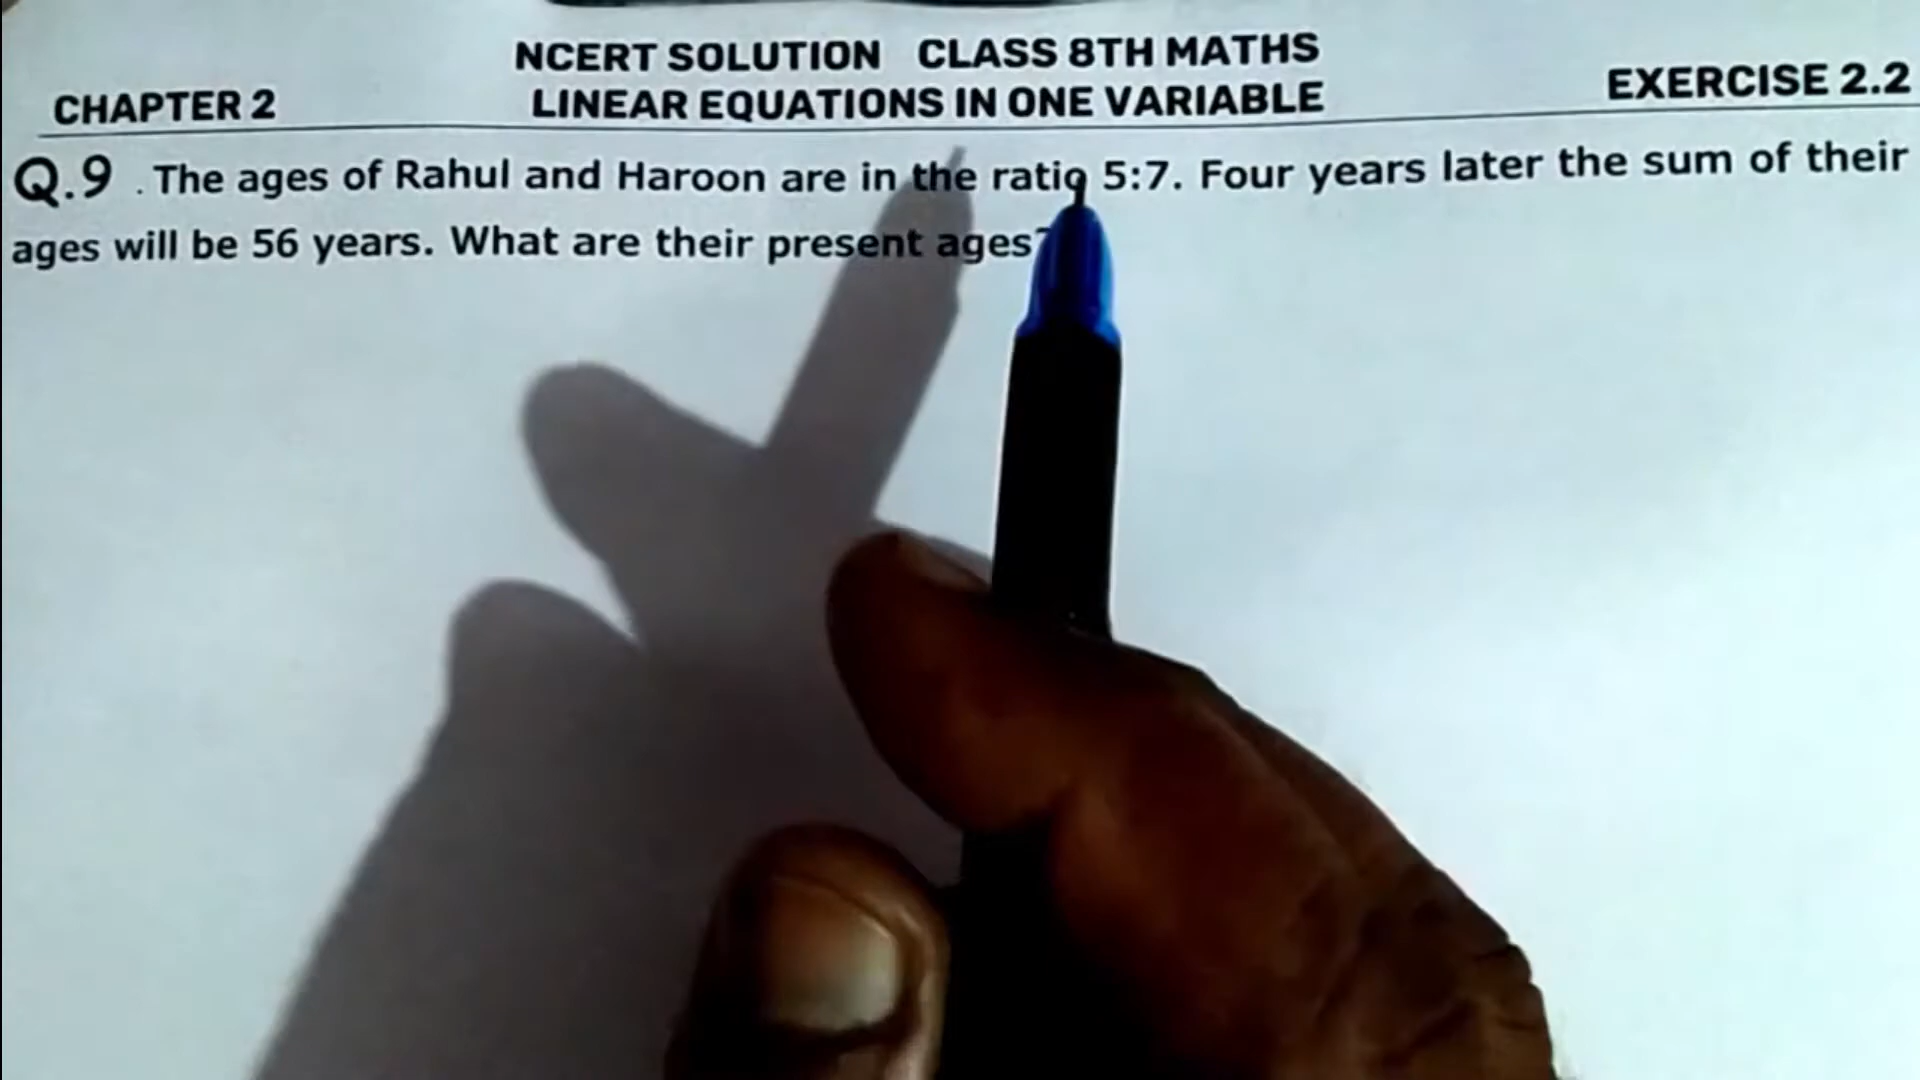 NCERT SOLUTION CLASS 8TH MATHS
CHAPTER 2 LINEAR EQUATIONS IN ONE VARIABLE EXERCISE 2.2
Q.9 . The ages of Rahul and Haroon are in the ratio 5:7. Four years later the sum of their
ages will be 56 years. What are their present ages?